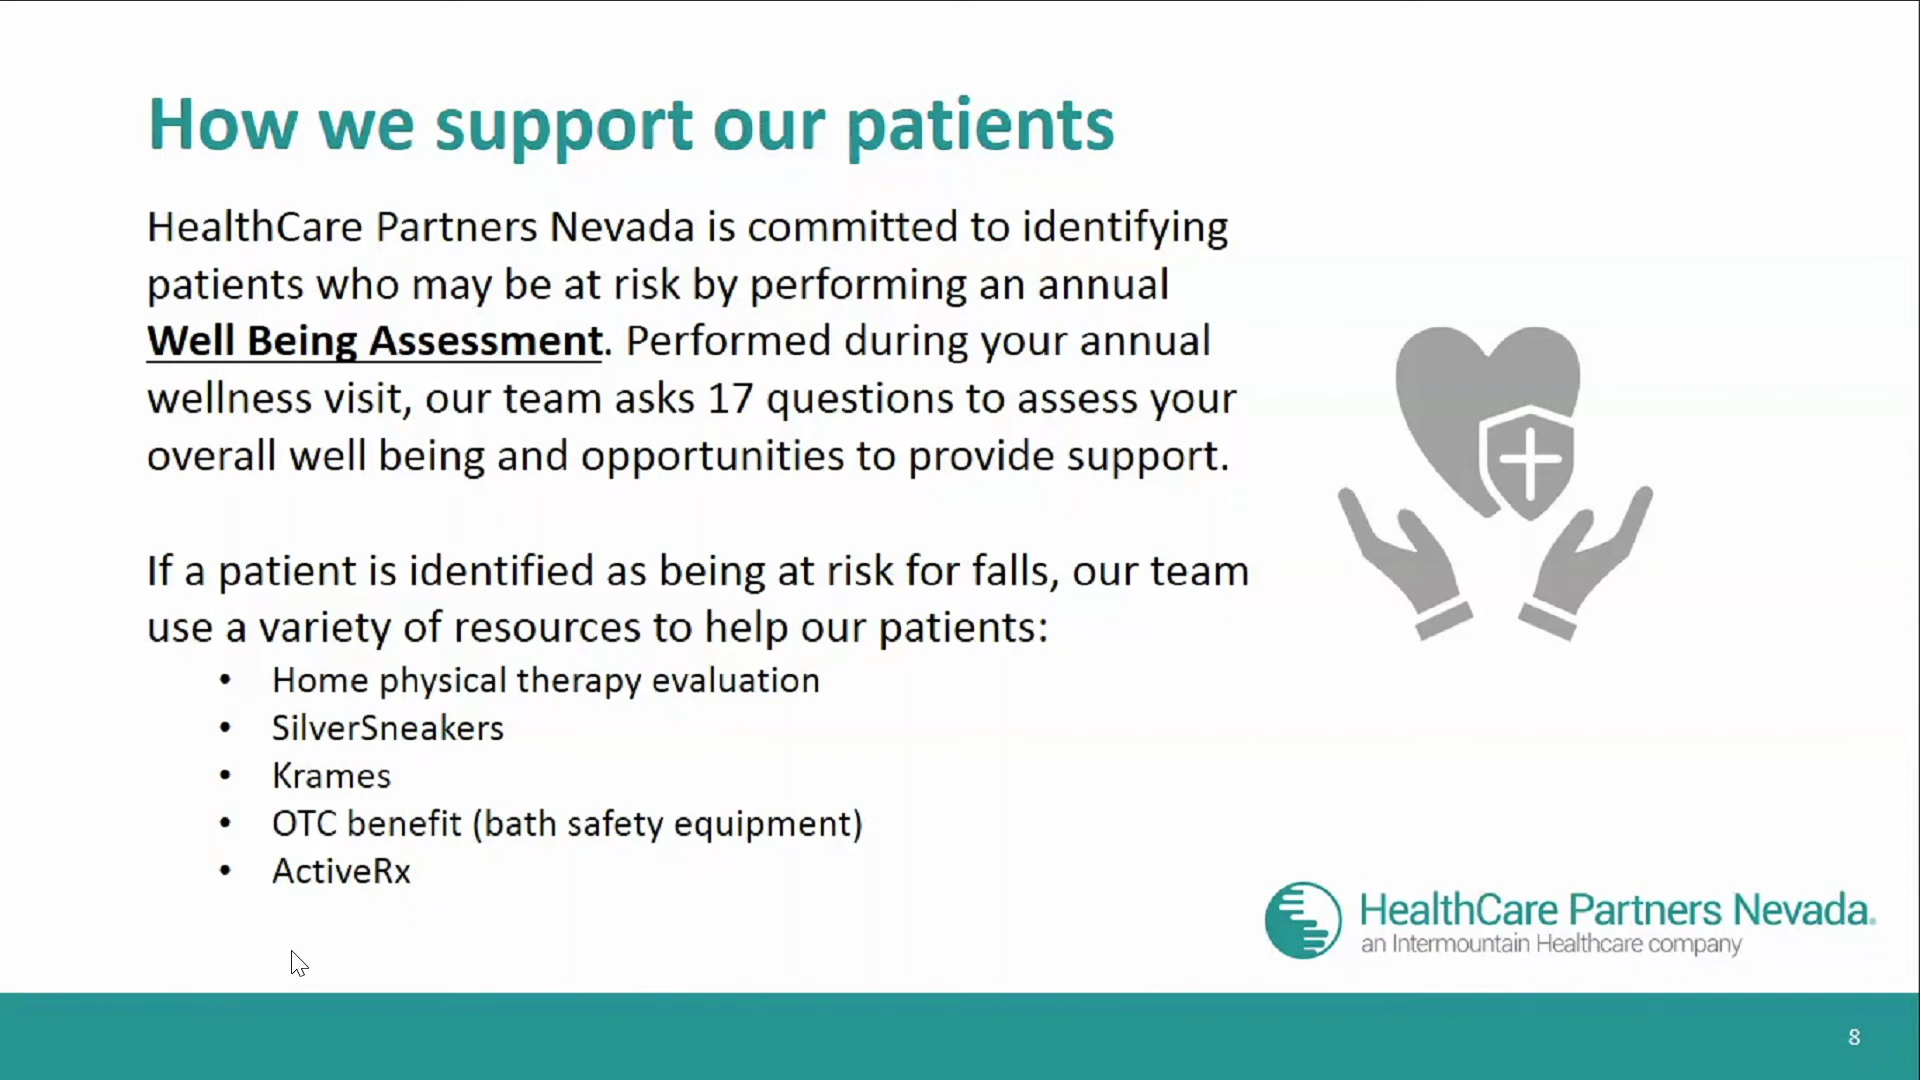 How we support our patients
HealthCare Partners Nevada is committed to identifying
patients who may be at risk by performing an annual
Well Being Assessment. Performed during your annual
wellness visit, our team asks 17 questions to assess your
overall well being and opportunities to provide support.
If a patient is identified as being at risk for falls, our team
use a variety of resources to help our patients:
• Home physical therapy evaluation
• SilverSneakers
• Krames
• OTC benefit (bath safety equipment)
• ActiveRx
HealthCare Partners Nevada.
an Intermountain Healthcare company
8